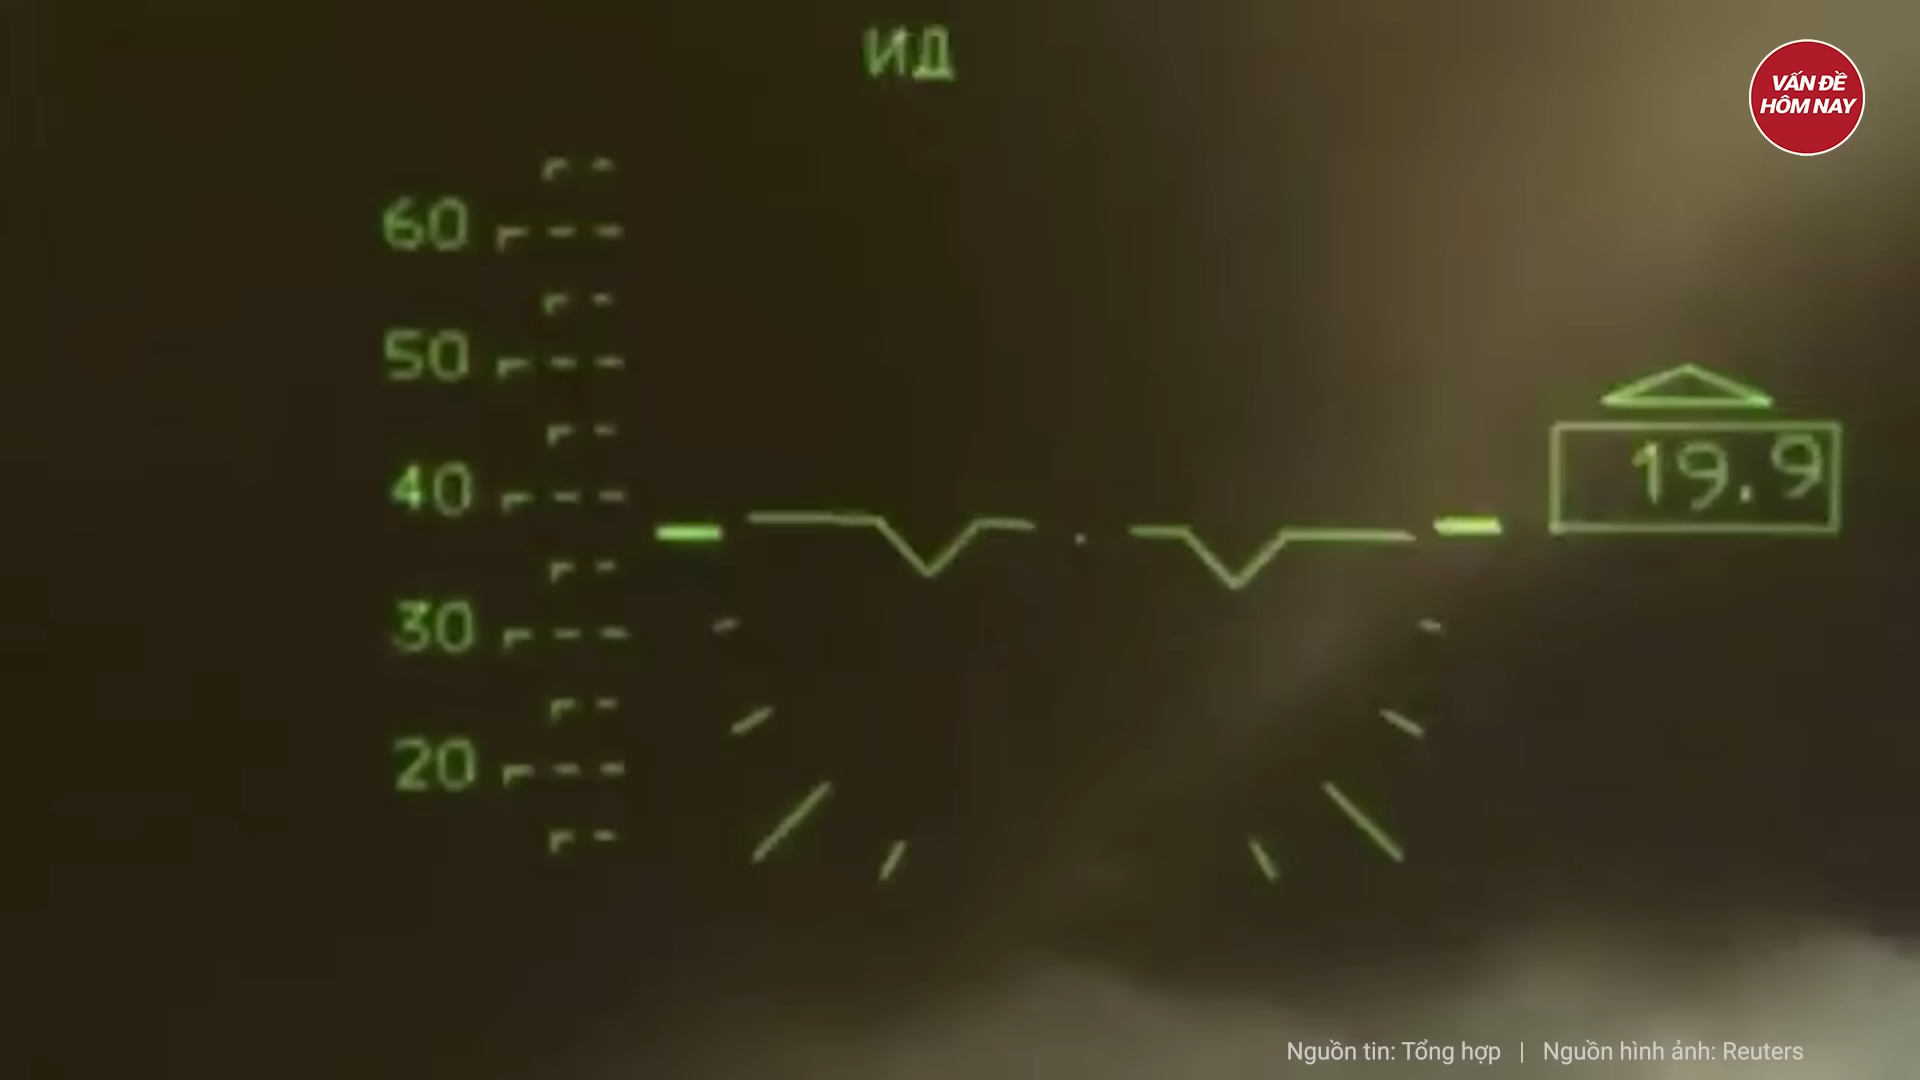 ИД
VẤN ĐỀ
HÔM NAY
60
50
40
19.9
30
20
Nguồn tin: Tổng hợp | Nguồn hình ảnh: Reuters